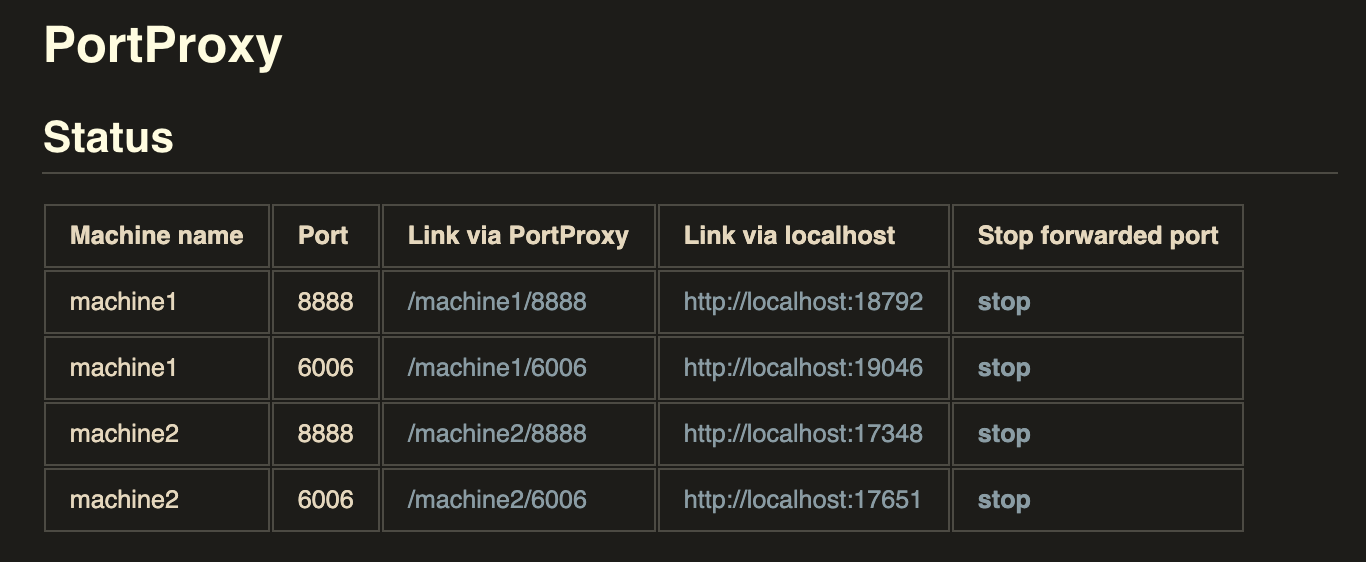 PortProxy
Status
Machine name Port Link via PortProxy Link via localhost Stop forwarded port
machine1 8888 /machine1/8888 http://localhost:18792 stop
machine1 6006 /machine1/6006 http://localhost:19046 stop
machine2 8888 /machine2/8888 http://localhost:17348 stop
machine2 6006 /machine2/6006 http://localhost:17651 stop